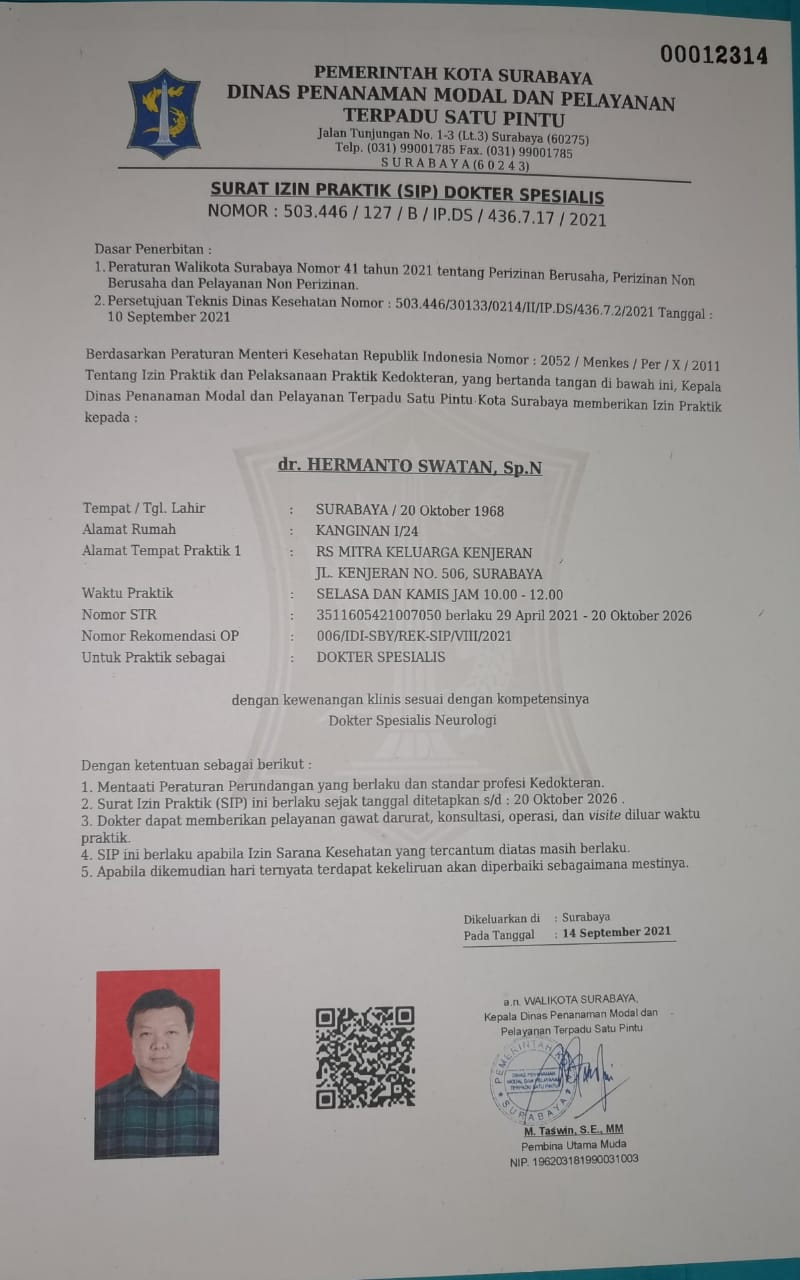 00012314
PEMERINTAH KOTA SURABAYA
DINAS PENANAMAN MODAL DAN PELAYANAN
TERPADU SATU PINTU
Jalan Tunjungan No. 1-3 (Lt.3) Surabaya (60275)
Telp. (031) 99001785 Fax. (031) 99001785
S U R A B A Y A (6 0 2 4 3)
SURAT IZIN PRAKTIK (SIP) DOKTER SPESIALIS
NOMOR : 503.446 / 127 / B / IP.DS / 436.7.17 / 2021
Dasar Penerbitan :
1. Peraturan Walikota Surabaya Nomor 41 tahun 2021 tentang Perizinan Berusaha, Perizinan Non
Berusaha dan Pelayanan Non Perizinan.
2. Persetujuan Teknis Dinas Kesehatan Nomor : 503.446/30133/0214/II/IP.DS/436.7.2/2021 Tanggal :
10 September 2021
Berdasarkan Peraturan Menteri Kesehatan Republik Indonesia Nomor : 2052 / Menkes / Per / X / 2011
Tentang Izin Praktik dan Pelaksanaan Praktik Kedokteran, yang bertanda tangan di bawah ini, Kepala
Dinas Penanaman Modal dan Pelayanan Terpadu Satu Pintu Kota Surabaya memberikan Izin Praktik
kepada :
dr. HERMANTO SWATAN, Sp.N
Tempat / Tgl. Lahir : SURABAYA / 20 Oktober 1968
Alamat Rumah : KANGINAN I/24
Alamat Tempat Praktik 1 : RS MITRA KELUARGA KENJERAN
JL. KENJERAN NO. 506, SURABAYA
Waktu Praktik : SELASA DAN KAMIS JAM 10.00 - 12.00
Nomor STR : 3511605421007050 berlaku 29 April 2021 - 20 Oktober 2026
Nomor Rekomendasi OP : 006/IDI-SBY/REK-SIP/VIII/2021
Untuk Praktik sebagai : DOKTER SPESIALIS
dengan kewenangan klinis sesuai dengan kompetensinya
Dokter Spesialis Neurologi
Dengan ketentuan sebagai berikut :
1. Mentaati Peraturan Perundangan yang berlaku dan standar profesi Kedokteran.
2. Surat Izin Praktik (SIP) ini berlaku sejak tanggal ditetapkan s/d : 20 Oktober 2026 .
3. Dokter dapat memberikan pelayanan gawat darurat, konsultasi, operasi, dan visite diluar waktu
praktik.
4. SIP ini berlaku apabila Izin Sarana Kesehatan yang tercantum diatas masih berlaku.
5. Apabila dikemudian hari ternyata terdapat kekeliruan akan diperbaiki sebagaimana mestinya.
Dikeluarkan di : Surabaya
Pada Tanggal : 14 September 2021
a.n. WALIKOTA SURABAYA,
Kepala Dinas Penanaman Modal dan
Pelayanan Terpadu Satu Pintu
PEMERINTAH
DINAS PENANAMAN
MODAL DAN PELAYANAN
TERPADU SATU PINTU
SURABAYA
M. Taswin, S.E., MM
Pembina Utama Muda
NIP. 196203181990031003